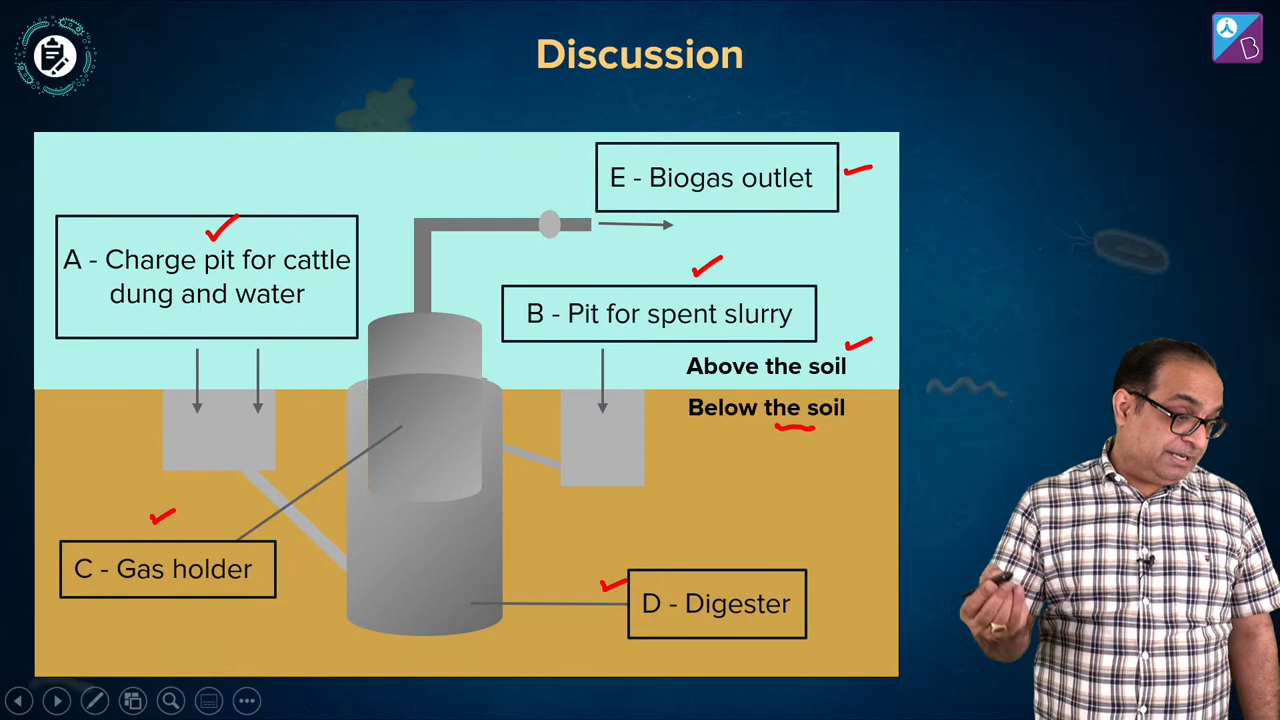 Discussion
E - Biogas outlet
A - Charge pit for cattle
dung and water
B - Pit for spent slurry
Above the soil
Below the soil
C - Gas holder
D - Digester
B